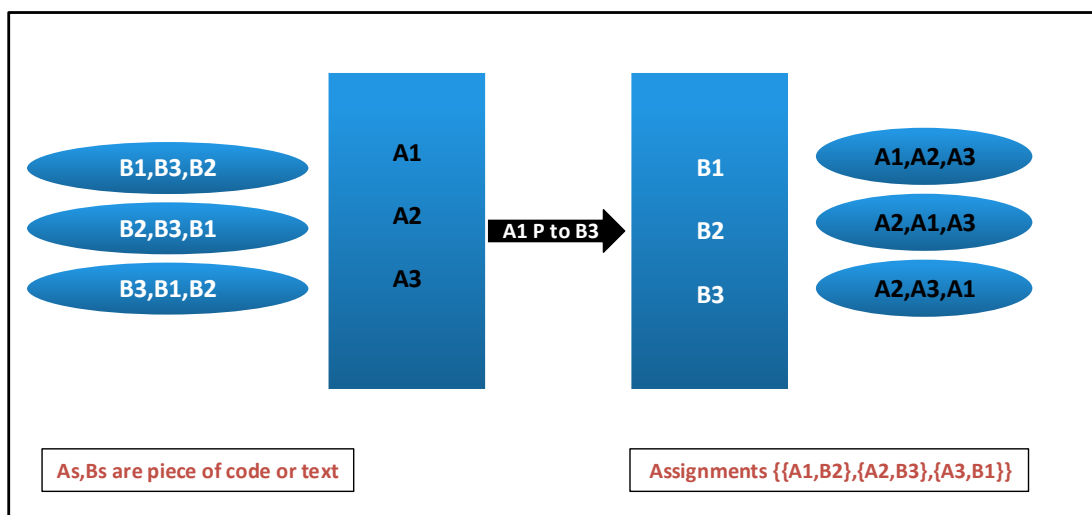 B1,B3,B2
B2,B3,B1
B3,B1,B2
A1
A2
A3
A1 P to B3
B1
B2
B3
A1,A2,A3
A2,A1,A3
A2,A3,A1
As,Bs are piece of code or text
Assignments {{A1,B2},{A2,B3},{A3,B1}}